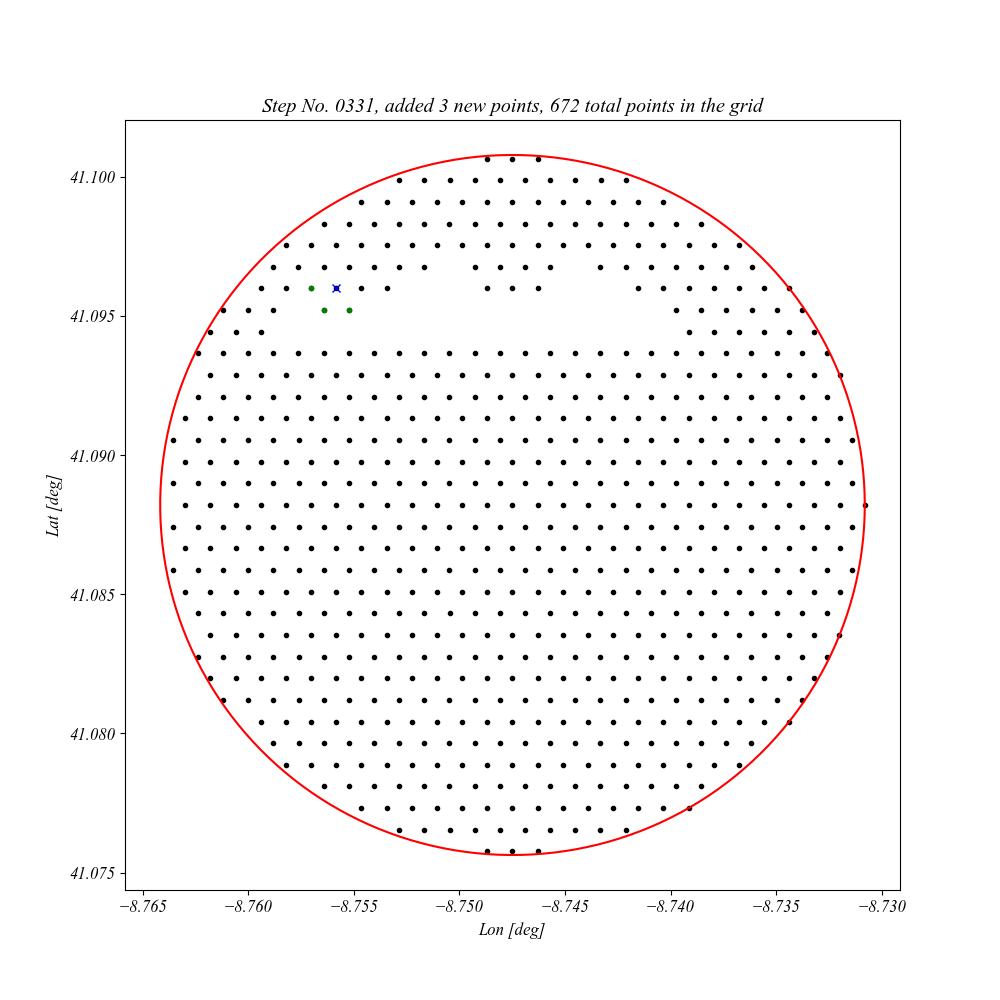 Step No. 0331, added 3 new points, 672 total points in the grid
41.100
41.095
41.090
41.085
41.080
41.075
Lat [deg]
−8.765 −8.760 −8.755 −8.750 −8.745 −8.740 −8.735 −8.730
Lon [deg]